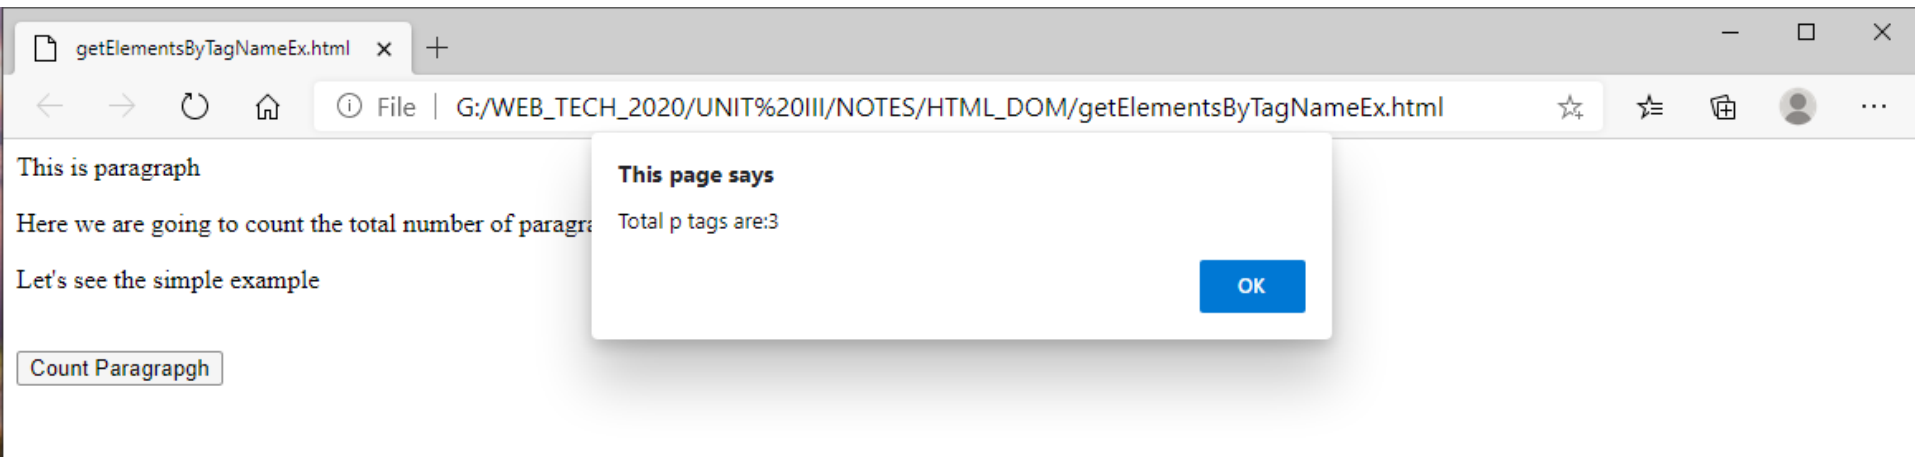 getElementsByTagNameEx.html
File | G:/WEB_TECH_2020/UNIT%20III/NOTES/HTML_DOM/getElementsByTagNameEx.html
This is paragraph
Here we are going to count the total number of
Let's see the simple example
Count Paragrapgh
This page says
Total p tags are:3
OK